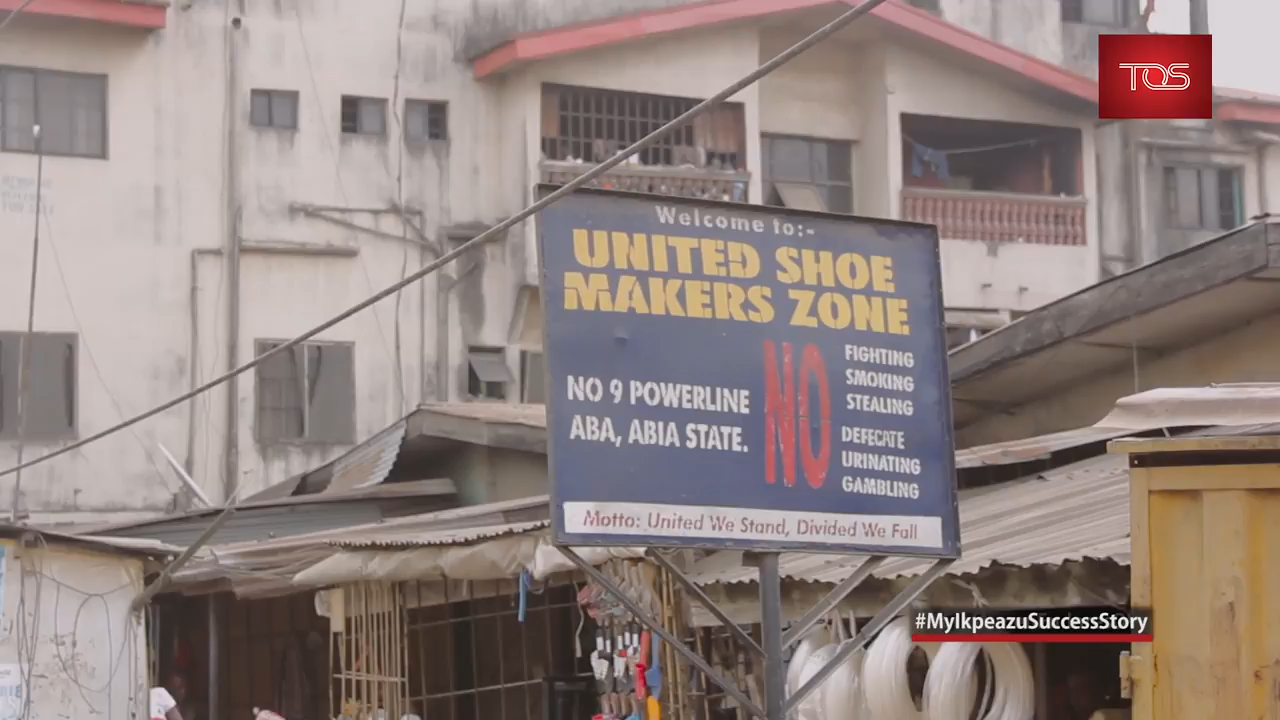 TOS
Welcome to:-
UNITED SHOE
MAKERS ZONE
NO 9 POWERLINE
ABA, ABIA STATE.
NO
FIGHTING
SMOKING
STEALING
DEFECATE
URINATING
GAMBLING
Motto: United We Stand, Divided We Fall
#MyIkpeazuSuccessStory